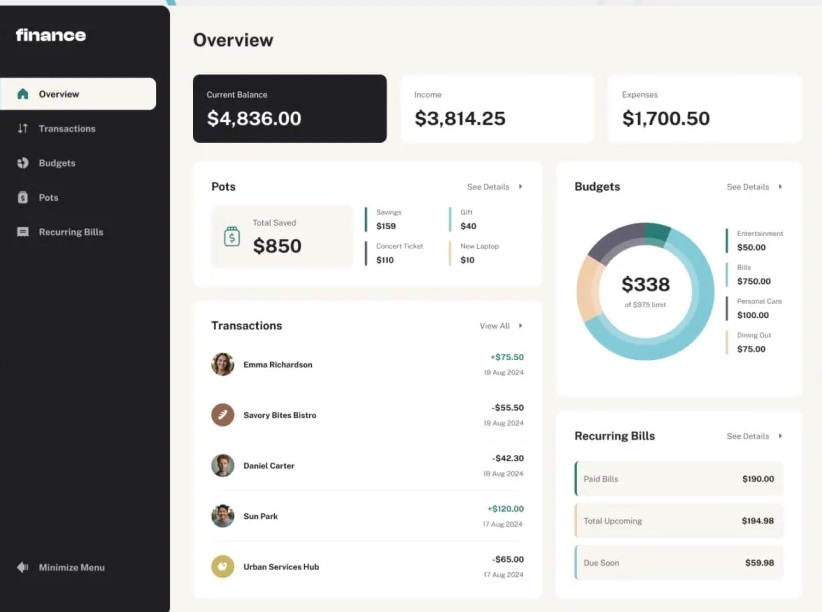 finance
Overview
Transactions
Budgets
Pots
Recurring Bills
Minimize Menu
Overview
Current Balance
$4,836.00
Income
$3,814.25
Expenses
$1,700.50
Pots
See Details
Total Saved
$850
Savings
$159
Gift
$40
Concert Ticket
$110
New Laptop
$10
Transactions
View All
Emma Richardson
+$75.50
19 Aug 2024
Savory Bites Bistro
-$55.50
19 Aug 2024
Daniel Carter
-$42.30
18 Aug 2024
Sun Park
+$120.00
17 Aug 2024
Urban Services Hub
-$65.00
17 Aug 2024
Budgets
See Details
$338
of $975 limit
Entertainment
$50.00
Bills
$750.00
Personal Care
$100.00
Dining Out
$75.00
Recurring Bills
See Details
Paid Bills
$190.00
Total Upcoming
$194.98
Due Soon
$59.98